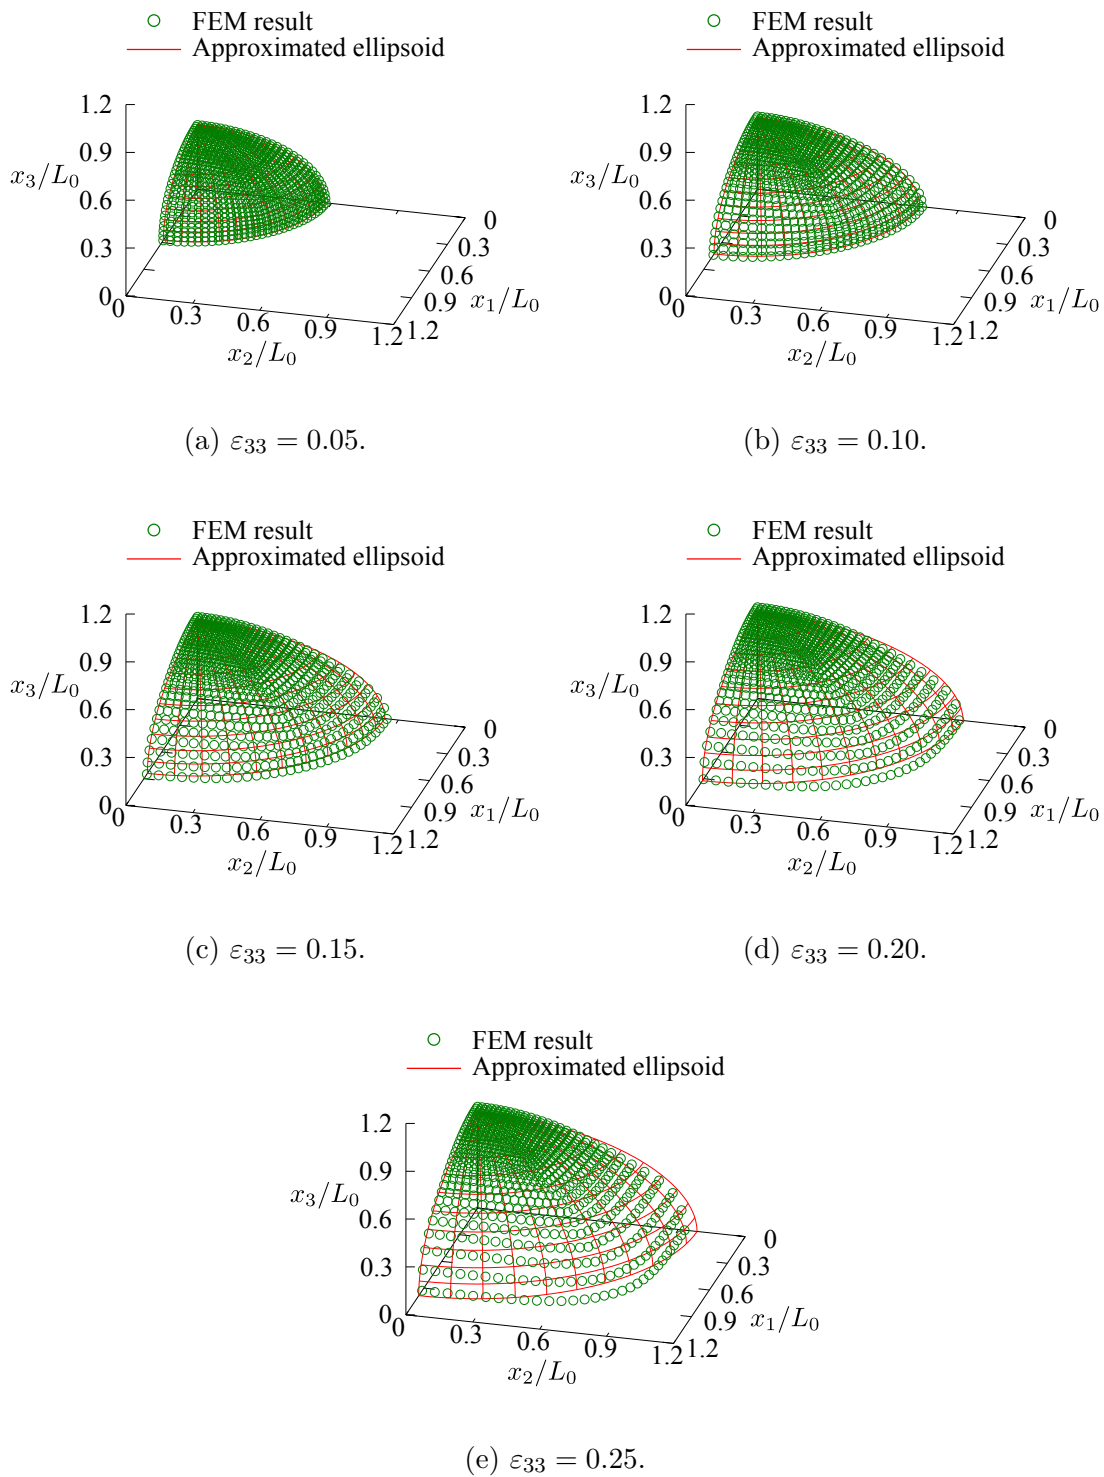 FEM result
Approximated ellipsoid
1.2
0.9
x₃/L₀
0.6
0.3
0
0 0.3 0.6 0.9 1.2
x₂/L₀
0
0.3
0.6
0.9
1.2
x₁/L₀
(a) ε₃₃ = 0.05.
FEM result
Approximated ellipsoid
1.2
0.9
x₃/L₀
0.6
0.3
0
0 0.3 0.6 0.9 1.2
x₂/L₀
0
0.3
0.6
0.9
1.2
x₁/L₀
(b) ε₃₃ = 0.10.
FEM result
Approximated ellipsoid
1.2
0.9
x₃/L₀
0.6
0.3
0
0 0.3 0.6 0.9 1.2
x₂/L₀
0
0.3
0.6
0.9
1.2
x₁/L₀
(c) ε₃₃ = 0.15.
FEM result
Approximated ellipsoid
1.2
0.9
x₃/L₀
0.6
0.3
0
0 0.3 0.6 0.9 1.2
x₂/L₀
0
0.3
0.6
0.9
1.2
x₁/L₀
(d) ε₃₃ = 0.20.
FEM result
Approximated ellipsoid
1.2
0.9
x₃/L₀
0.6
0.3
0
0 0.3 0.6 0.9 1.2
x₂/L₀
0
0.3
0.6
0.9
1.2
x₁/L₀
(e) ε₃₃ = 0.25.